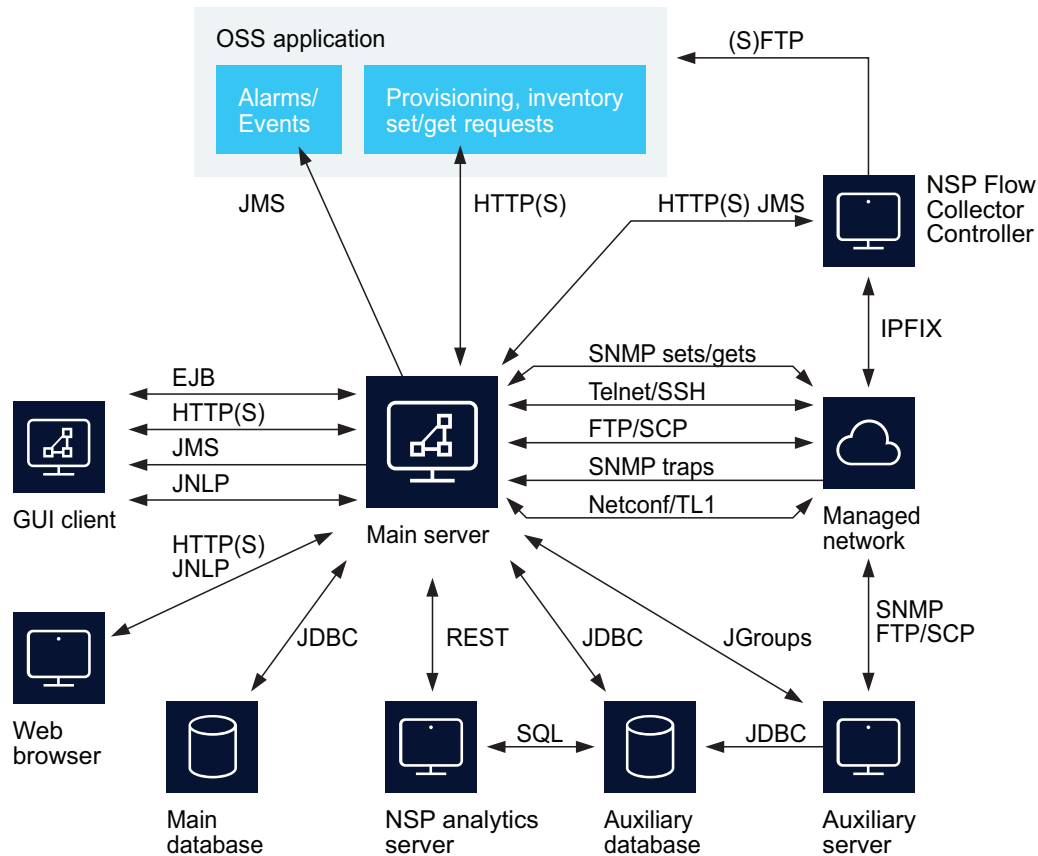 OSS application
(S)FTP
Alarms/
Events
Provisioning, inventory
set/get requests
JMS
HTTP(S)
HTTP(S) JMS
NSP Flow
Collector
Controller
IPFIX
EJB
HTTP(S)
JMS
JNLP
GUI client
Main server
SNMP sets/gets
Telnet/SSH
FTP/SCP
SNMP traps
Netconf/TL1
Managed
network
HTTP(S)
JNLP
Web
browser
JDBC
REST
JDBC
JGroups
SNMP
FTP/SCP
SQL
JDBC
Main
database
NSP analytics
server
Auxiliary
database
Auxiliary
server